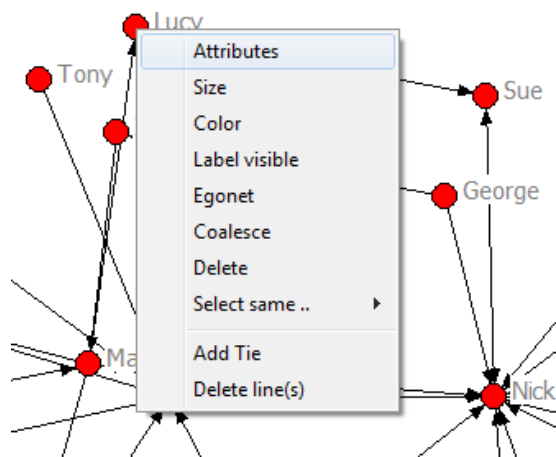 Lucy
Tony
Sue
George
Ma
Nick
Attributes
Size
Color
Label visible
Egonet
Coalesce
Delete
Select same ..
Add Tie
Delete line(s)